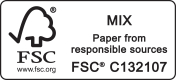 FSC
www.fsc.org
MIX
Paper from
responsible sources
FSC® C132107